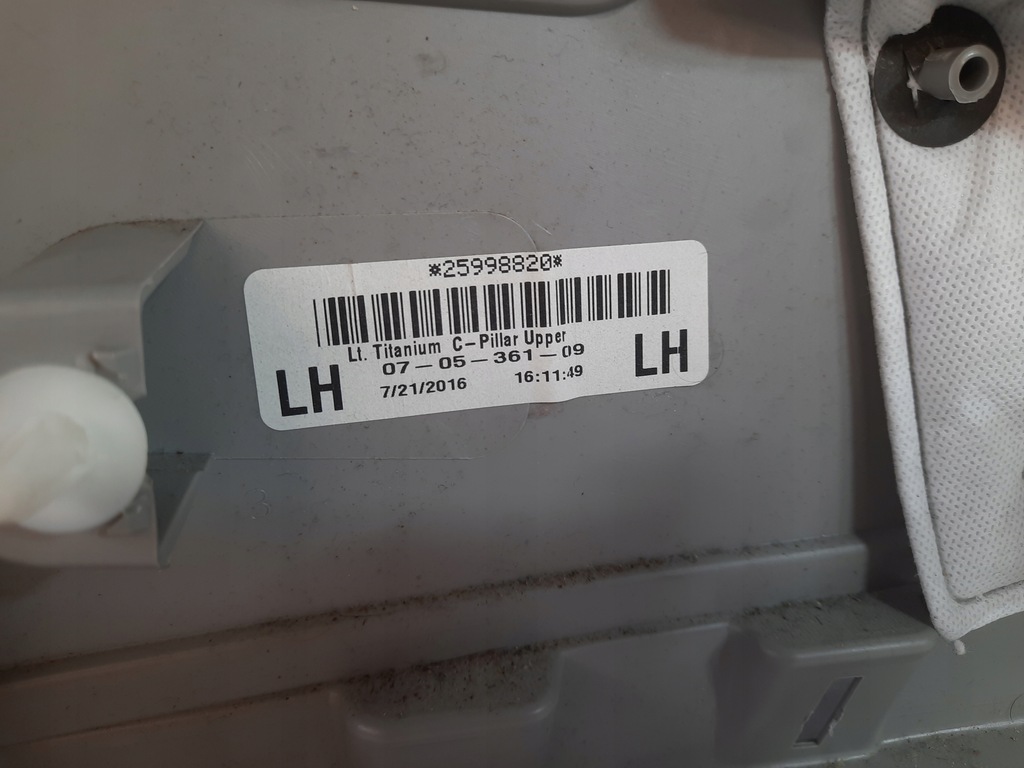 *25998820*
Lt. Titanium C-Pillar Upper
07-05-361-09
LH 7/21/2016 16:11:49 LH